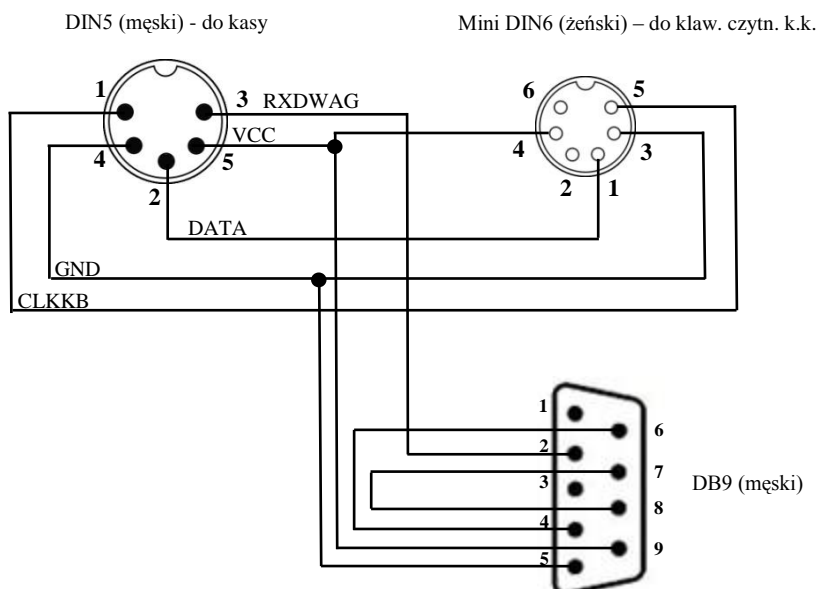 DIN5 (męski) - do kasy
Mini DIN6 (żeński) – do klaw. czytn. k.k.
1
3
RXDWAG
VCC
4
5
2
DATA
GND
CLKKB
6
5
4
3
2
1
1
6
2
7
3
8
4
9
5
DB9 (męski)